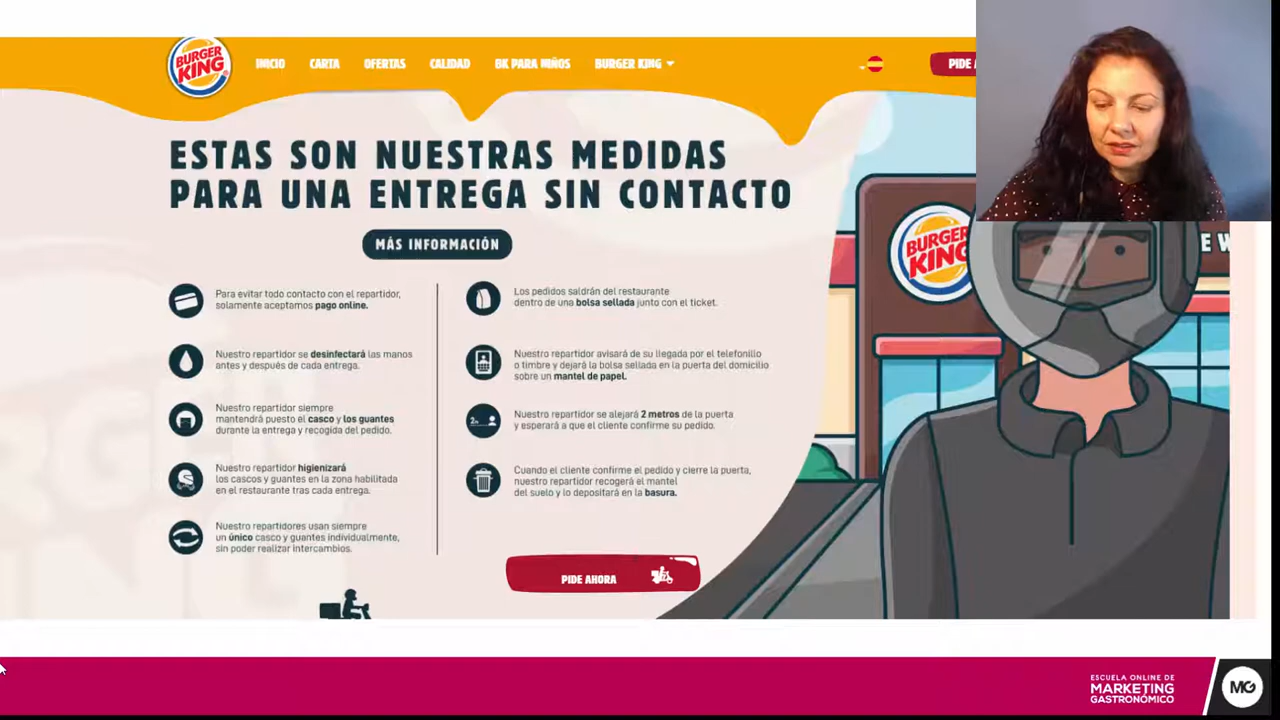 BURGER
KING
INICIO
CARTA
OFERTAS
CALIDAD
BK PARA NIÑOS
BURGER KING
PIDE
ESTAS SON NUESTRAS MEDIDAS
PARA UNA ENTREGA SIN CONTACTO
MÁS INFORMACIÓN
Para evitar todo contacto con el repartidor,
solamente aceptamos pago online.
Nuestro repartidor se desinfectará las manos
antes y después de cada entrega.
Nuestro repartidor siempre
mantendrá puesto el casco y los guantes
durante la entrega y recogida del pedido.
Nuestro repartidor higienizará
los cascos y guantes en la zona habilitada
en el restaurante tras cada entrega.
Nuestro repartidores usan siempre
un único casco y guantes individualmente,
sin poder realizar intercambios.
Los pedidos saldrán del restaurante
dentro de una bolsa sellada junto con el ticket.
Nuestro repartidor avisará de su llegada por el telefonillo
o timbre y dejará la bolsa sellada en la puerta del domicilio
sobre un mantel de papel.
Nuestro repartidor se alejará 2 metros de la puerta
y esperará a que el cliente confirme su pedido.
Cuando el cliente confirme el pedido y cierre la puerta,
nuestro repartidor recogerá el mantel
del suelo y lo depositará en la basura.
PIDE AHORA
BURGER
KING
E W
ESCUELA ONLINE DE
MARKETING
GASTRONÓMICO
MG